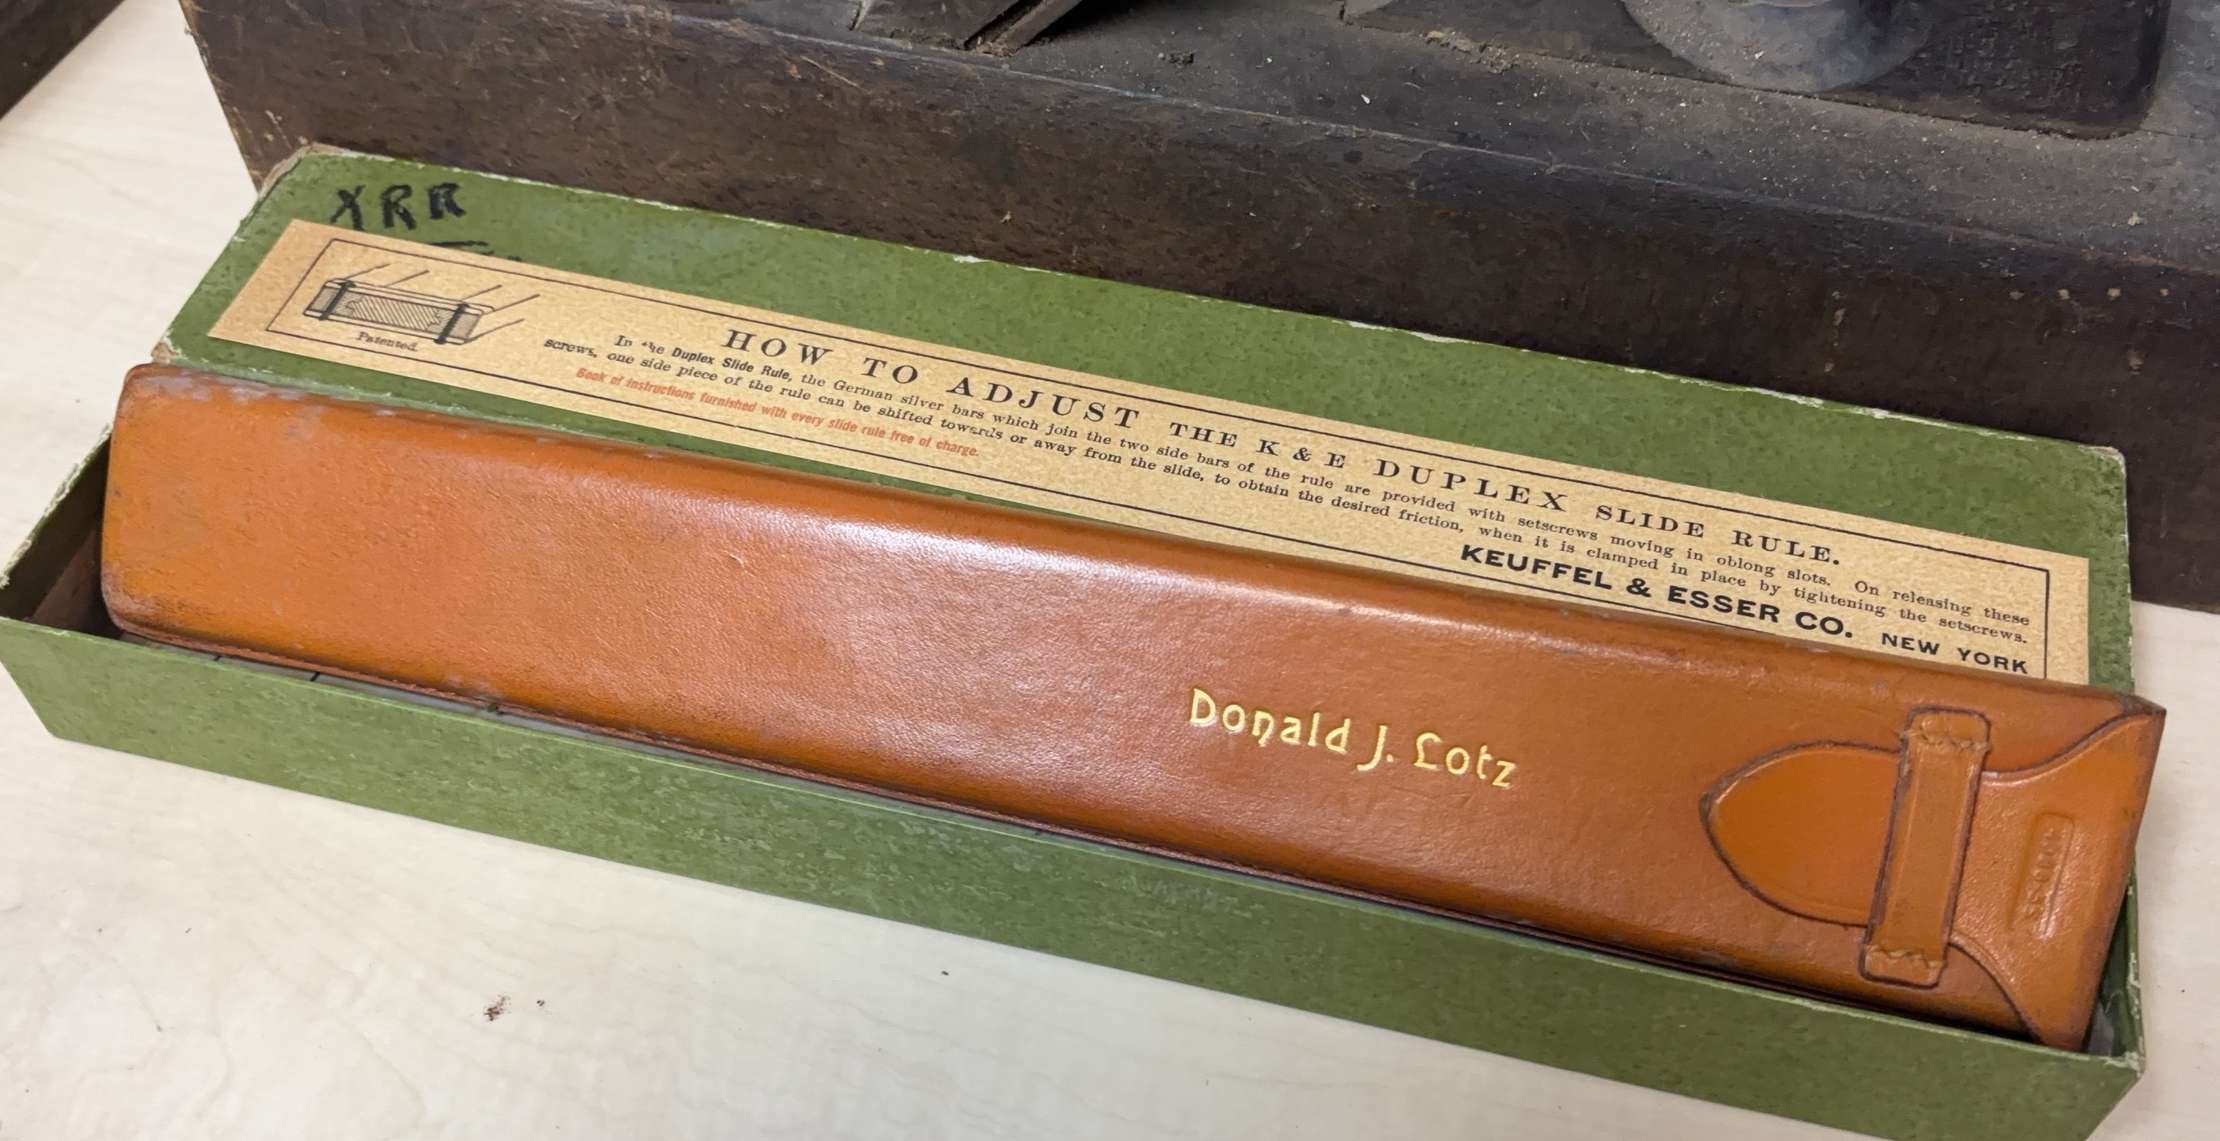 XRR
Patented.
HOW TO ADJUST THE K & E DUPLEX SLIDE RULE.
In the Duplex Slide Rule, the German silver bars which join the two side bars of the rule are provided with setscrews moving in oblong slots. On releasing these
screws, one side piece of the rule can be shifted towards or away from the slide, to obtain the desired friction, when it is clamped in place by tightening the setscrews.
Book of instructions furnished with every slide rule free of charge.
KEUFFEL & ESSER CO. NEW YORK
Donald J. Lotz